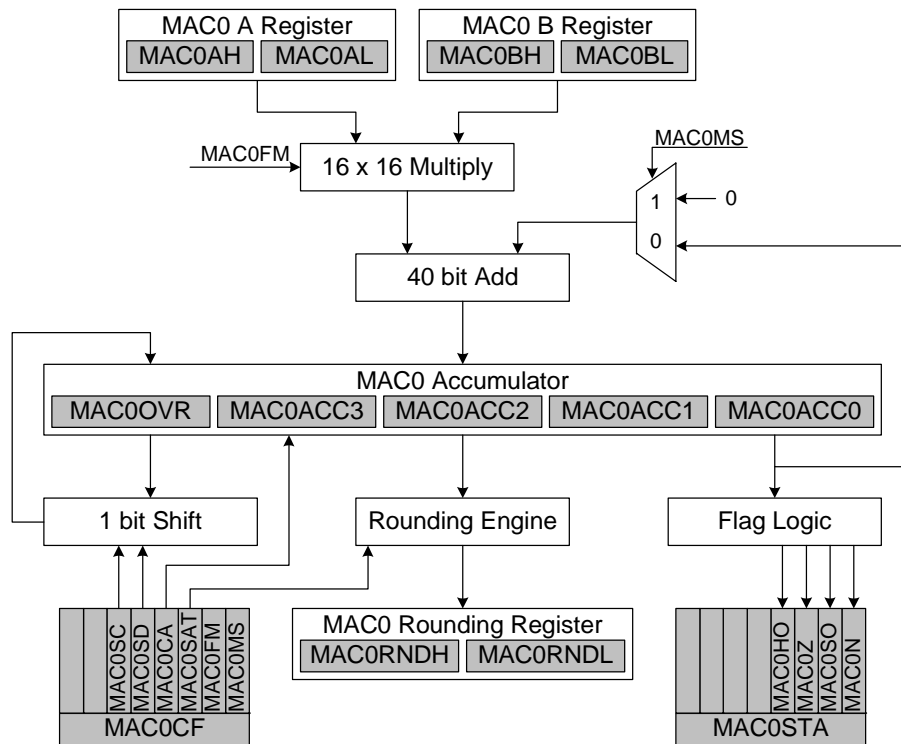 MAC0 A Register
MAC0AH MAC0AL
MAC0 B Register
MAC0BH MAC0BL
MAC0FM
16 x 16 Multiply
MAC0MS
1
0
0
40 bit Add
MAC0 Accumulator
MAC0OVR MAC0ACC3 MAC0ACC2 MAC0ACC1 MAC0ACC0
1 bit Shift
Rounding Engine
Flag Logic
MAC0SC
MAC0SD
MAC0CA
MAC0SAT
MAC0FM
MAC0MS
MAC0CF
MAC0 Rounding Register
MAC0RNDH MAC0RNDL
MAC0HO
MAC0Z
MAC0SO
MAC0N
MAC0STA